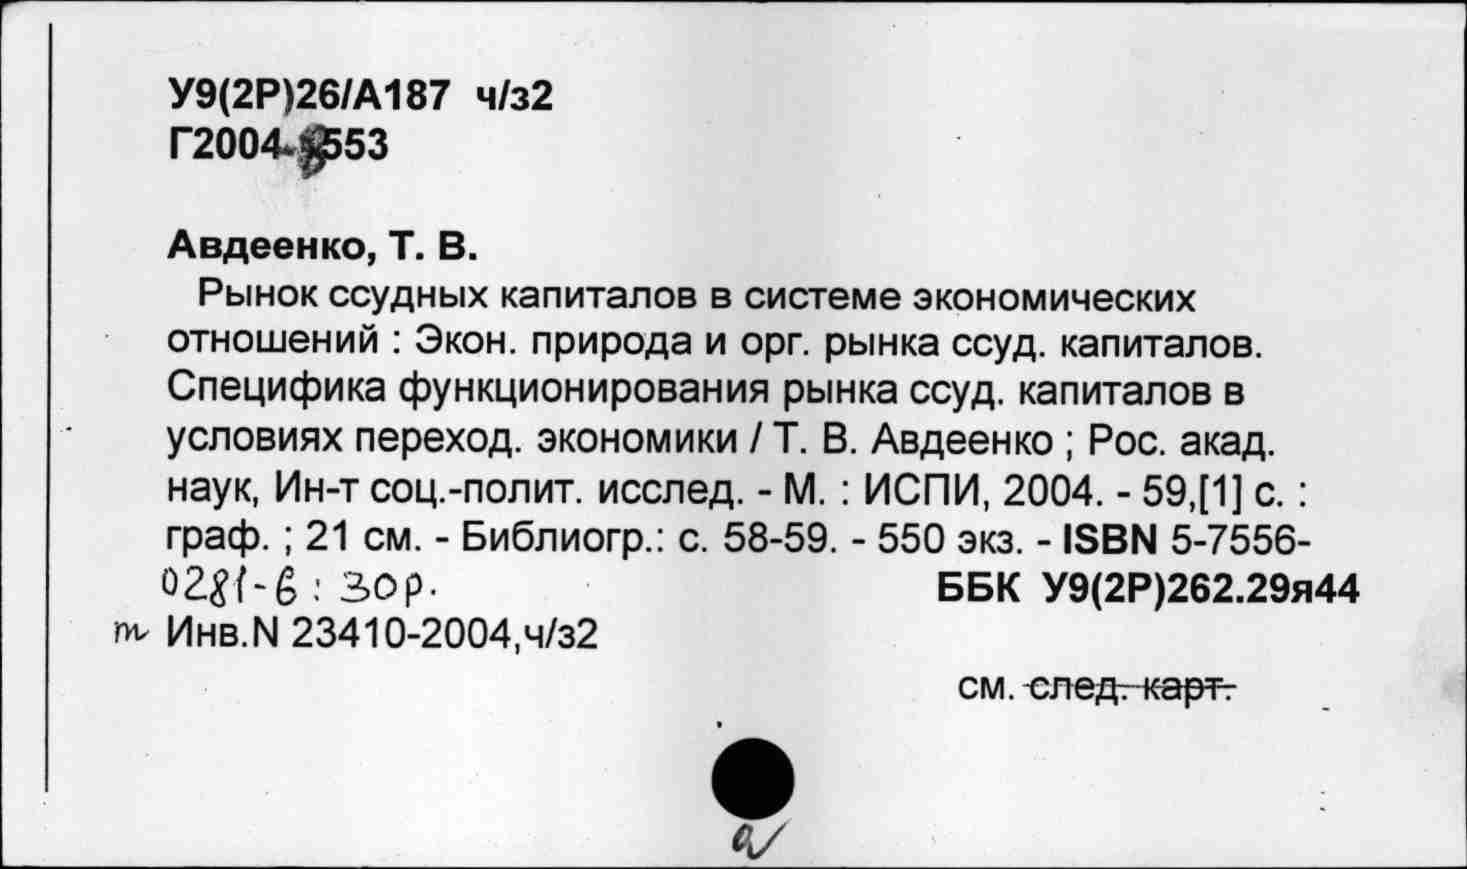 У9(2Р)26/А187 ч/з2
Г2004-8553
Авдеенко, Т. В.
Рынок ссудных капиталов в системе экономических
отношений : Экон. природа и орг. рынка ссуд. капиталов.
Специфика функционирования рынка ссуд. капиталов в
условиях переход. экономики / Т. В. Авдеенко ; Рос. акад.
наук, Ин-т соц.-полит. исслед. - М. : ИСПИ, 2004. - 59,[1] с. :
граф. ; 21 см. - Библиогр.: с. 58-59. - 550 экз. - ISBN 5-7556-
0281-6 : 30р. ББК У9(2Р)262.29я44
Инв.N 23410-2004,ч/з2
см. след. карт.